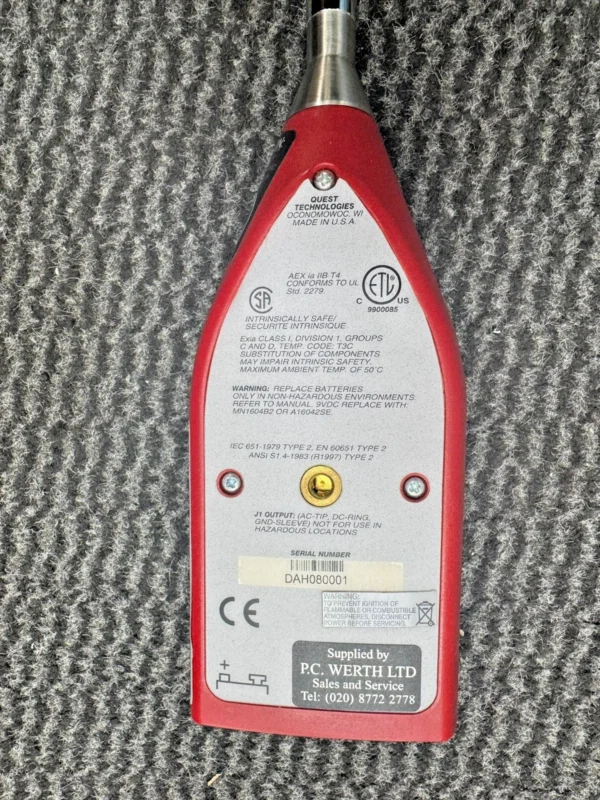 QUEST
TECHNOLOGIES
OCONOMOWOC, WI
MADE IN U.S.A.
AEX ia IIB T4
CONFORMS TO UL
Std. 2279.
ETL
C US
9900085
SA
INTRINSICALLY SAFE/
SECURITE INTRINSIQUE
Exia CLASS I, DIVISION 1, GROUPS
C AND D, TEMP. CODE: T3C
SUBSTITUTION OF COMPONENTS
MAY IMPAIR INTRINSIC SAFETY.
MAXIMUM AMBIENT TEMP. OF 50°C
WARNING: REPLACE BATTERIES
ONLY IN NON-HAZARDOUS ENVIRONMENTS
REFER TO MANUAL. 9VDC REPLACE WITH
MN1604B2 OR A16042SE.
IEC 651-1979 TYPE 2, EN 60651 TYPE 2
ANSI S1.4-1983 (R1997) TYPE 2
J1 OUTPUT: (AC-TIP, DC-RING,
GND-SLEEVE) NOT FOR USE IN
HAZARDOUS LOCATIONS
SERIAL NUMBER
DAH080001
CE
WARNING:
TO PREVENT IGNITION OF
FLAMMABLE OR COMBUSTIBLE
ATMOSPHERES, DISCONNECT
POWER BEFORE SERVICING.
+
Supplied by
P.C. WERTH LTD
Sales and Service
Tel: (020) 8772 2778